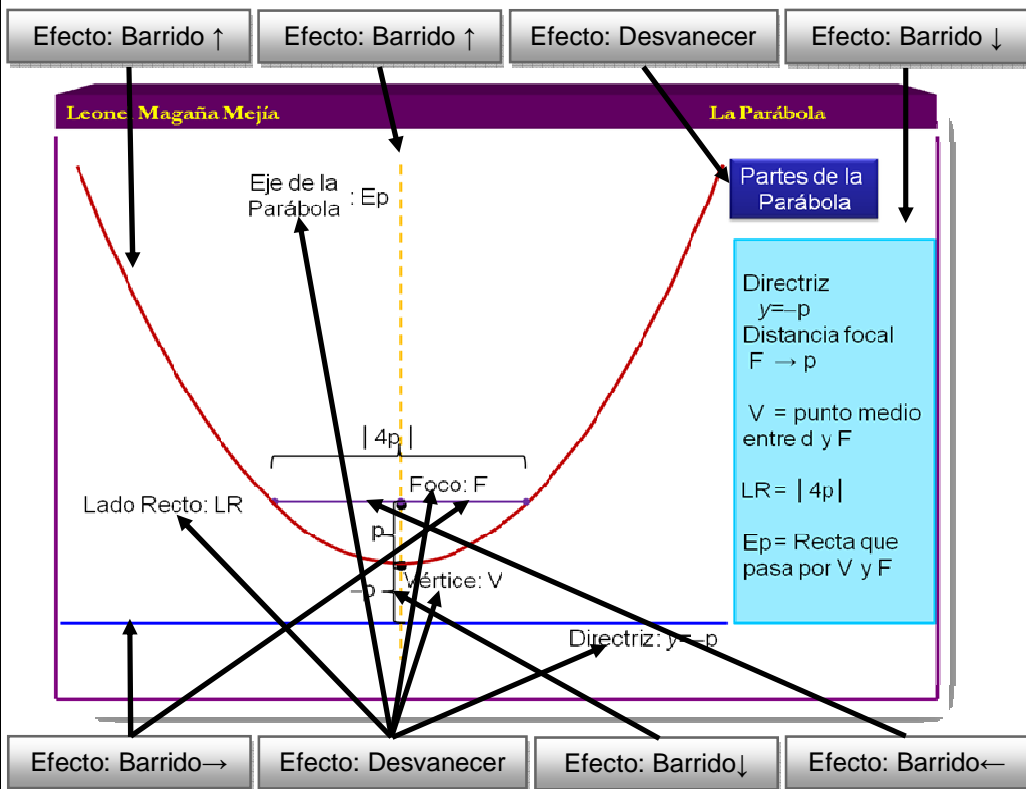 Efecto: Barrido ↑
Efecto: Barrido ↑
Efecto: Desvanecer
Efecto: Barrido ↓
Leonel Magaña Mejía
La Parábola
Eje de la
Parábola : Ep
Partes de la
Parábola
Directriz
y=–p
Distancia focal
F → p
V = punto medio
entre d y F
LR = | 4p |
Ep = Recta que
pasa por V y F
| 4p |
Foco: F
Lado Recto: LR
p
Vértice: V
–p
Directriz: y=–p
Efecto: Barrido→
Efecto: Desvanecer
Efecto: Barrido↓
Efecto: Barrido←